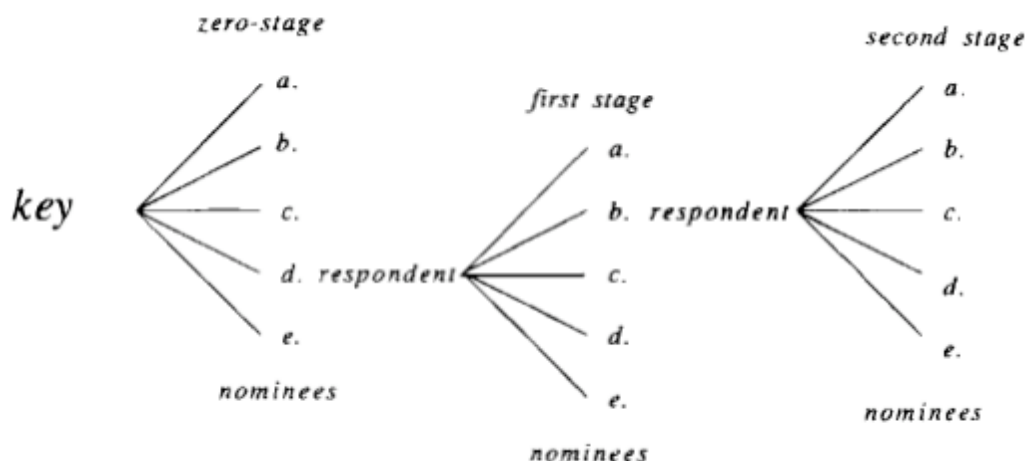 zero-stage
second stage
a.
a.
first stage
b.
a.
b.
key
c.
b. respondent
c.
d. respondent
c.
d.
e.
d.
e.
nominees
e.
nominees
nominees